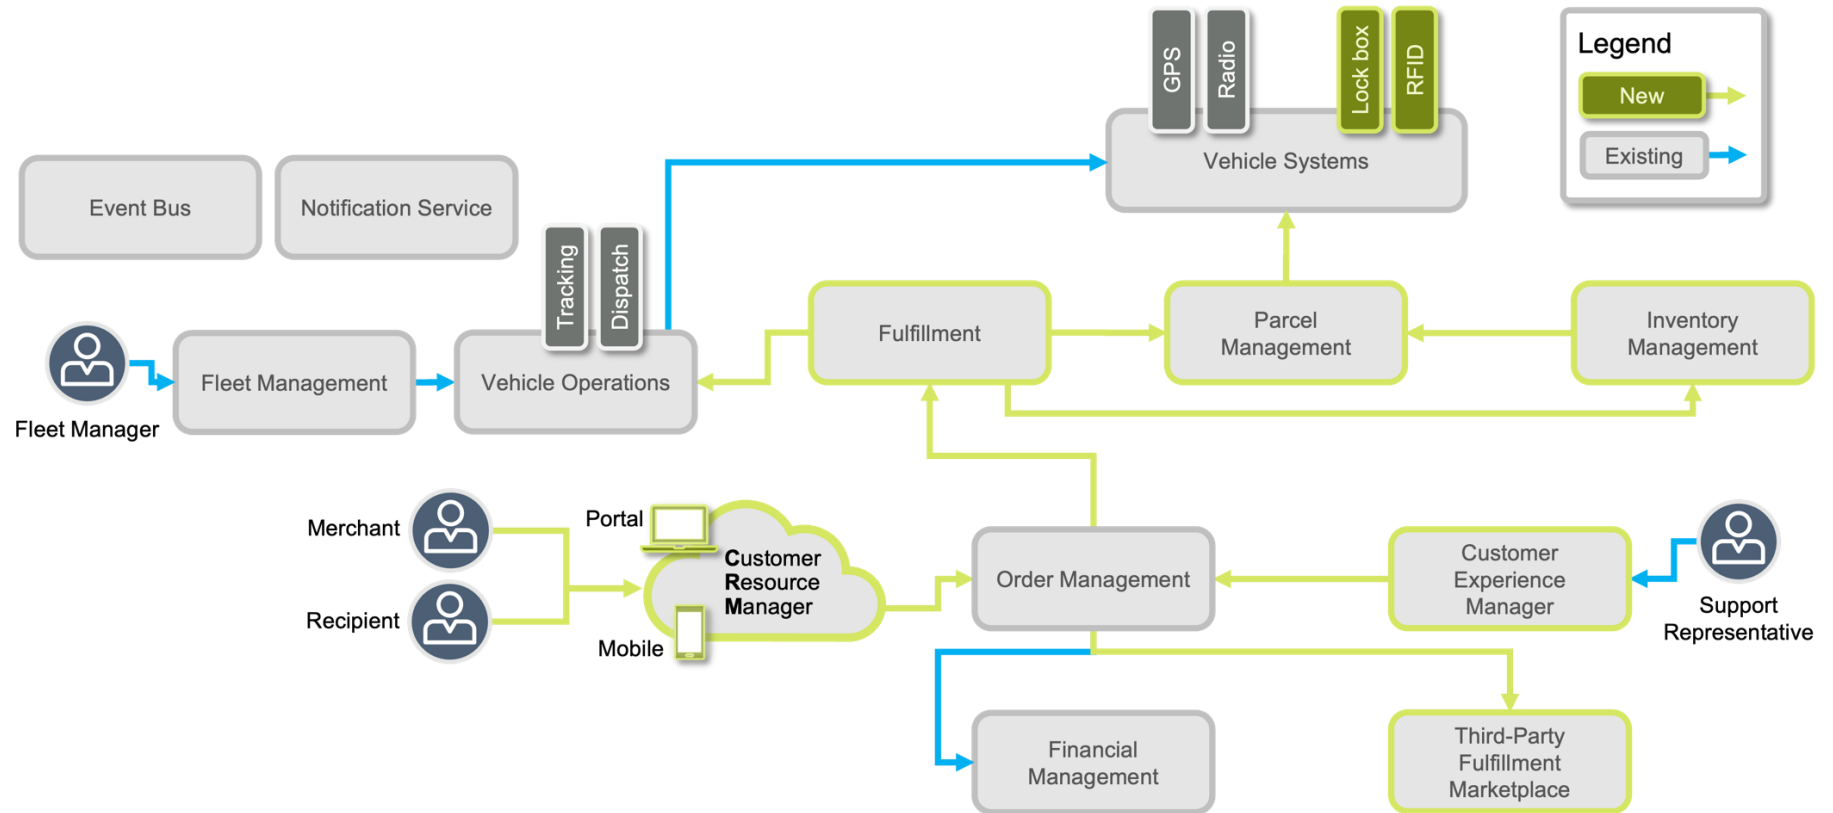 GPS
Radio
Lock box
RFID
Legend
New
Existing
Vehicle Systems
Event Bus
Notification Service
Tracking
Dispatch
Fulfillment
Parcel
Management
Inventory
Management
Fleet Management
Vehicle Operations
Fleet Manager
Merchant
Recipient
Portal
Customer
Resource
Manager
Mobile
Order Management
Customer
Experience
Manager
Support
Representative
Financial
Management
Third-Party
Fulfillment
Marketplace